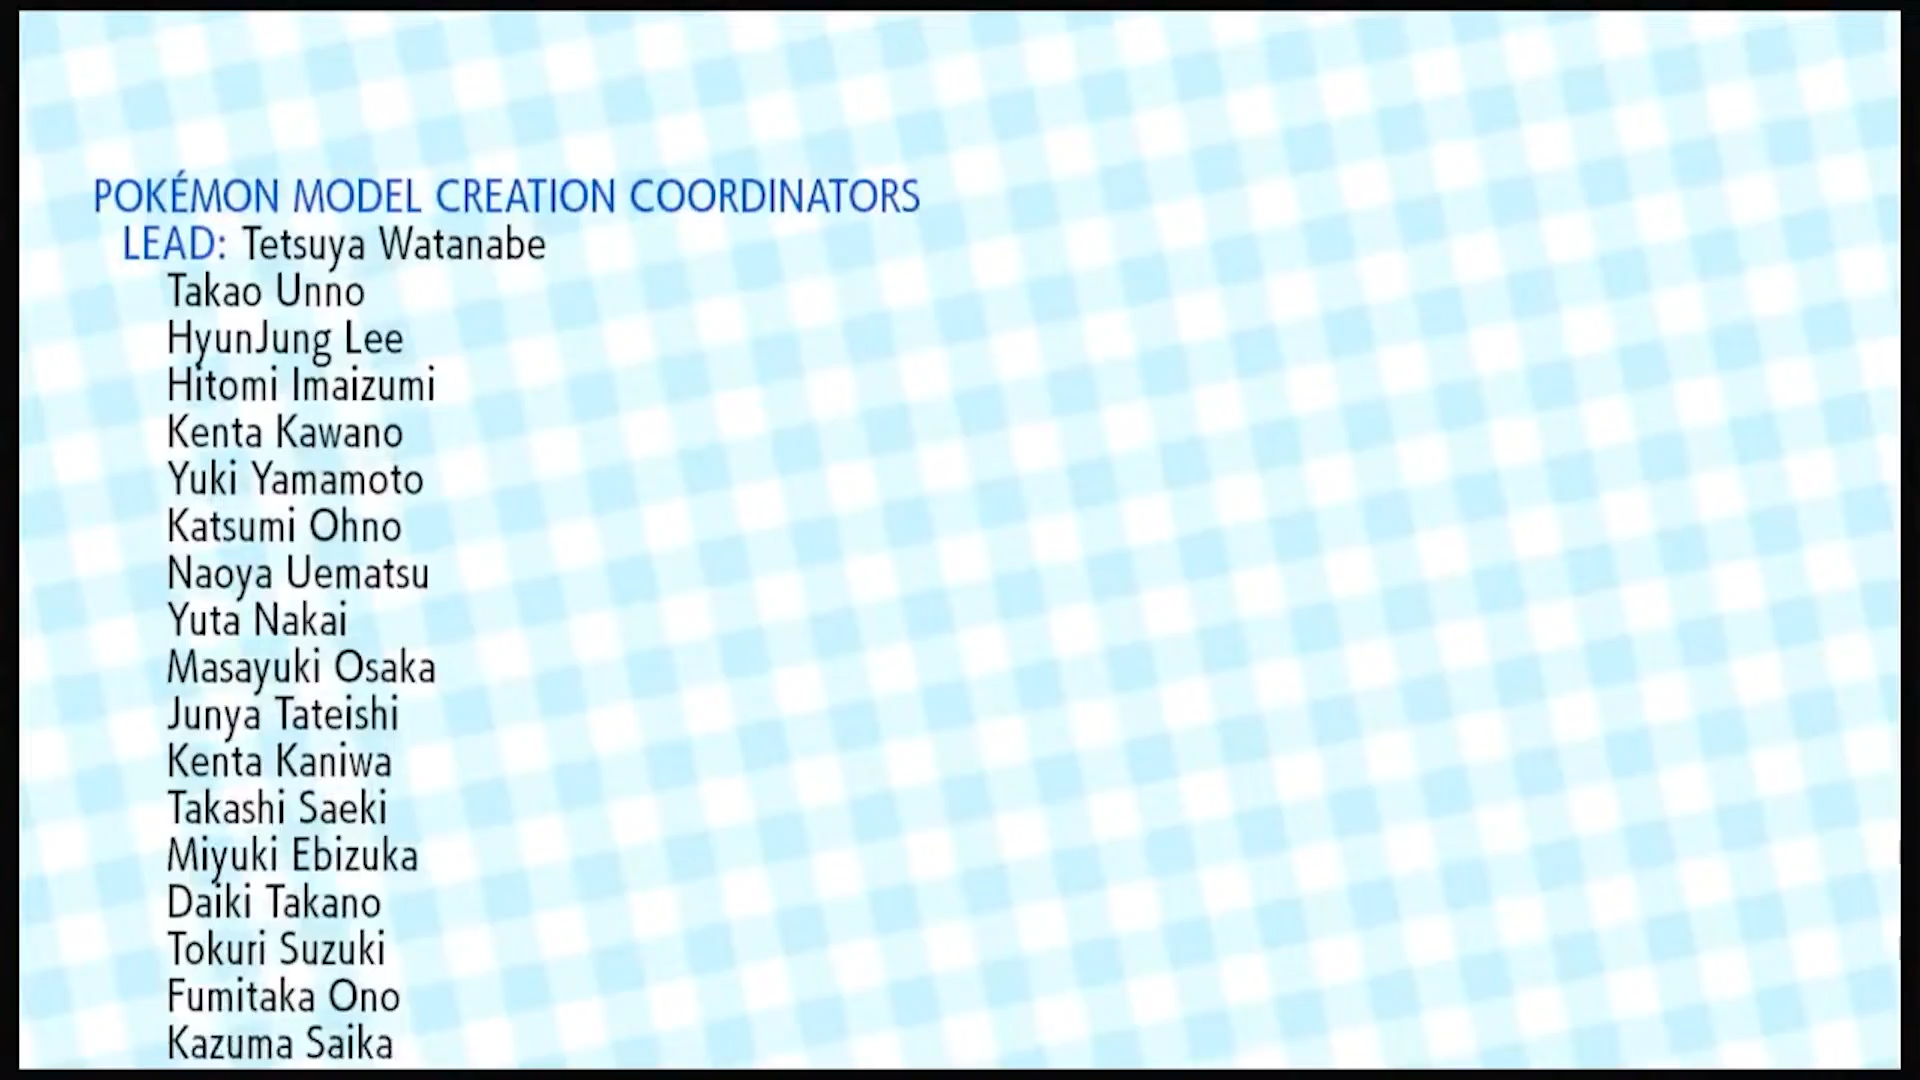 POKÉMON MODEL CREATION COORDINATORS
LEAD: Tetsuya Watanabe
Takao Unno
HyunJung Lee
Hitomi Imaizumi
Kenta Kawano
Yuki Yamamoto
Katsumi Ohno
Naoya Uematsu
Yuta Nakai
Masayuki Osaka
Junya Tateishi
Kenta Kaniwa
Takashi Saeki
Miyuki Ebizuka
Daiki Takano
Tokuri Suzuki
Fumitaka Ono
Kazuma Saika